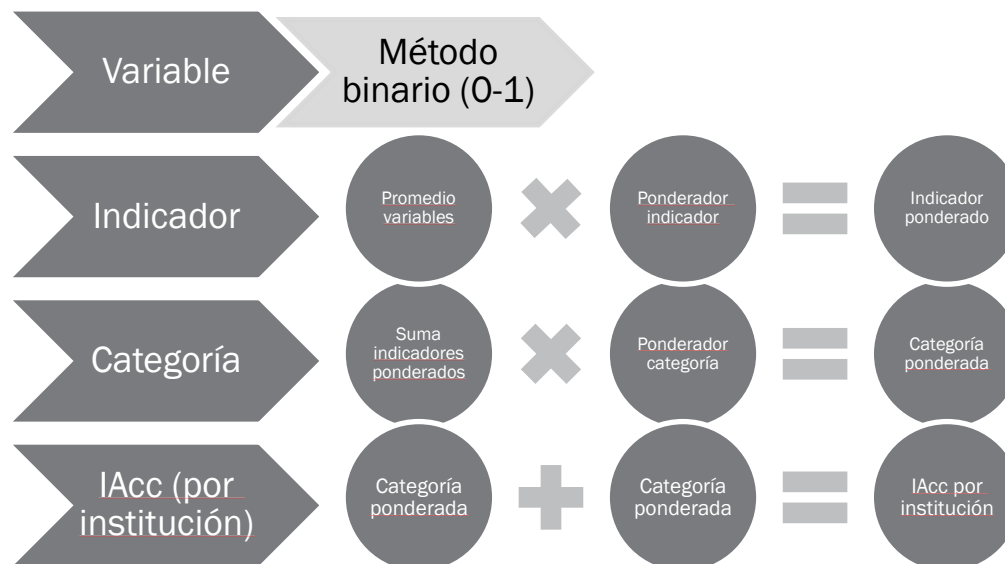 Variable
Método
binario (0-1)
Indicador
Promedio
variables
Ponderador
indicador
Indicador
ponderado
Categoría
Suma
indicadores
ponderados
Ponderador
categoría
Categoría
ponderada
IAcc (por
institución)
Categoría
ponderada
Categoría
ponderada
IAcc por
institución